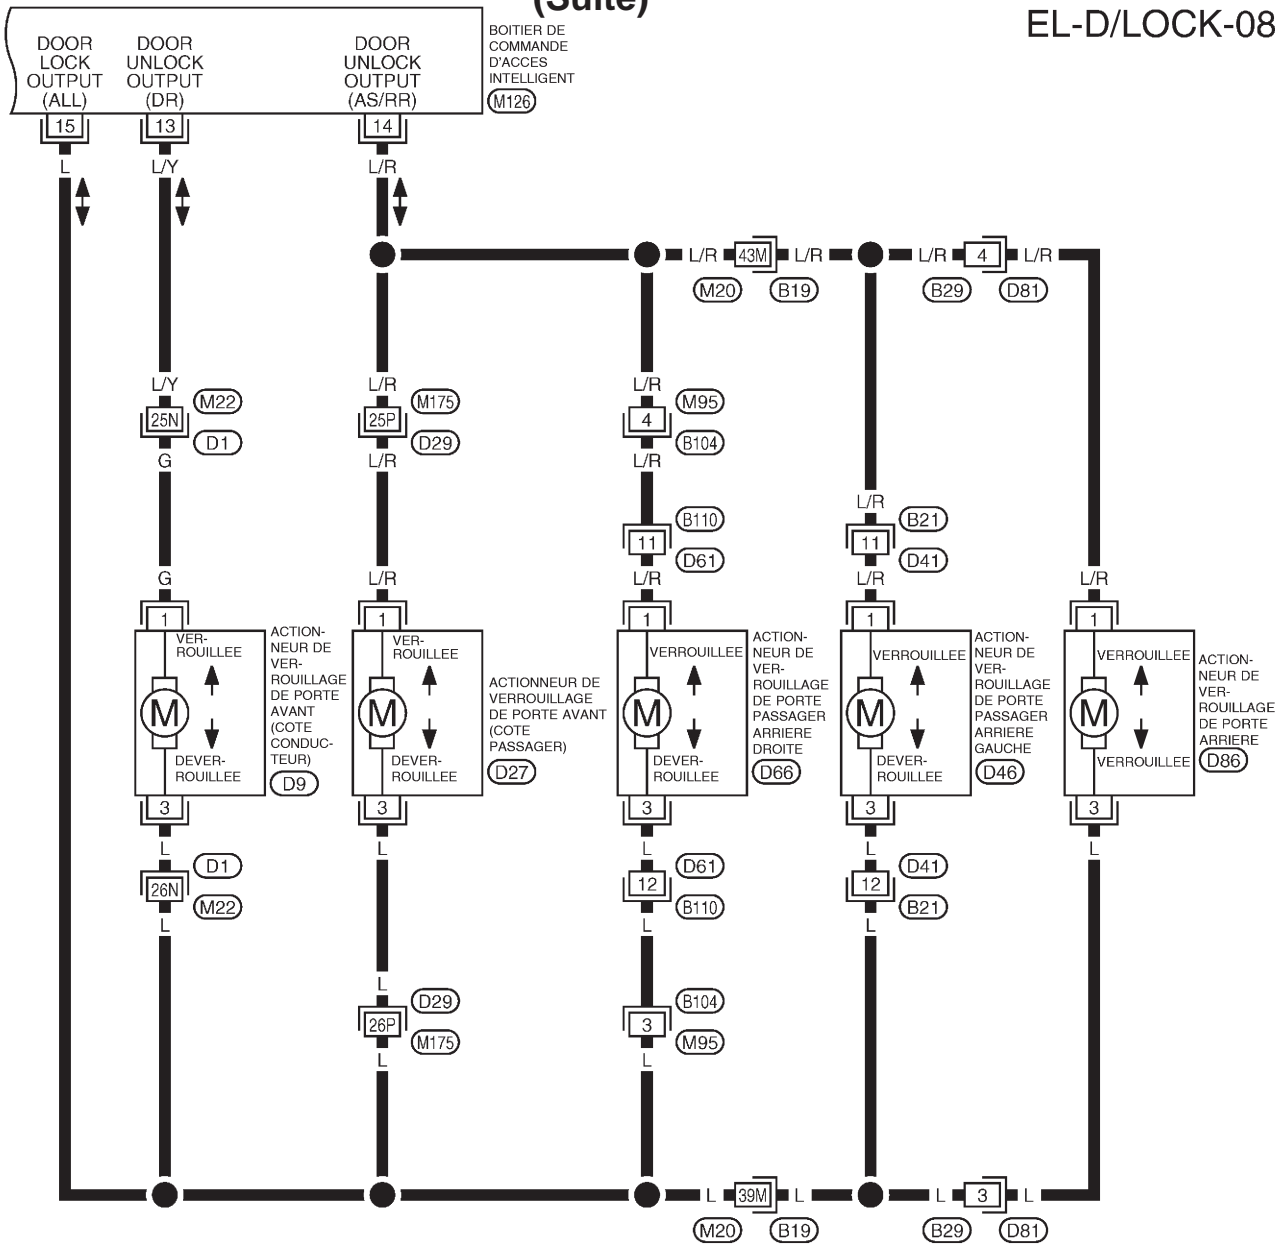 (Suite)
EL-D/LOCK-08
DOOR
LOCK
OUTPUT
(ALL)
DOOR
UNLOCK
OUTPUT
(DR)
DOOR
UNLOCK
OUTPUT
(AS/RR)
BOITIER DE
COMMANDE
D'ACCES
INTELLIGENT
M126
15 13 14
L L/Y L/R
L/R 43M L/R L/R 4 L/R
M20 B19 B29 D81
L/Y L/R L/R
M22 M175 M95
25N 25P 4
D1 D29 B104
G L/R L/R
L/R
B110 B21
11 11
D61 D41
G L/R L/R L/R L/R
1 1 1 1 1
VER-
ROUILLEE
M
DEVER-
ROUILLEE
ACTION-
NEUR DE
VER-
ROUILLAGE
DE PORTE
AVANT
(COTE
CONDUC-
TEUR)
D9
VER-
ROUILLEE
M
DEVER-
ROUILLEE
ACTIONNEUR DE
VERROUILLAGE
DE PORTE AVANT
(COTE
PASSAGER)
D27
VERROUILLEE
M
DEVER-
ROUILLEE
ACTION-
NEUR DE
VER-
ROUILLAGE
DE PORTE
PASSAGER
ARRIERE
DROITE
D66
VERROUILLEE
M
DEVER-
ROUILLEE
ACTION-
NEUR DE
VER-
ROUILLAGE
DE PORTE
PASSAGER
ARRIERE
GAUCHE
D46
VERROUILLEE
M
VERROUILLEE
ACTION-
NEUR DE
VER-
ROUILLAGE
DE PORTE
ARRIERE
D86
3 3 3 3 3
L L L L L
D1 D61 D41
26N 12 12
M22 B110 B21
L L L
L
D29 B104
26P 3
M175 M95
L L
L 39M L L 3 L
M20 B19 B29 D81